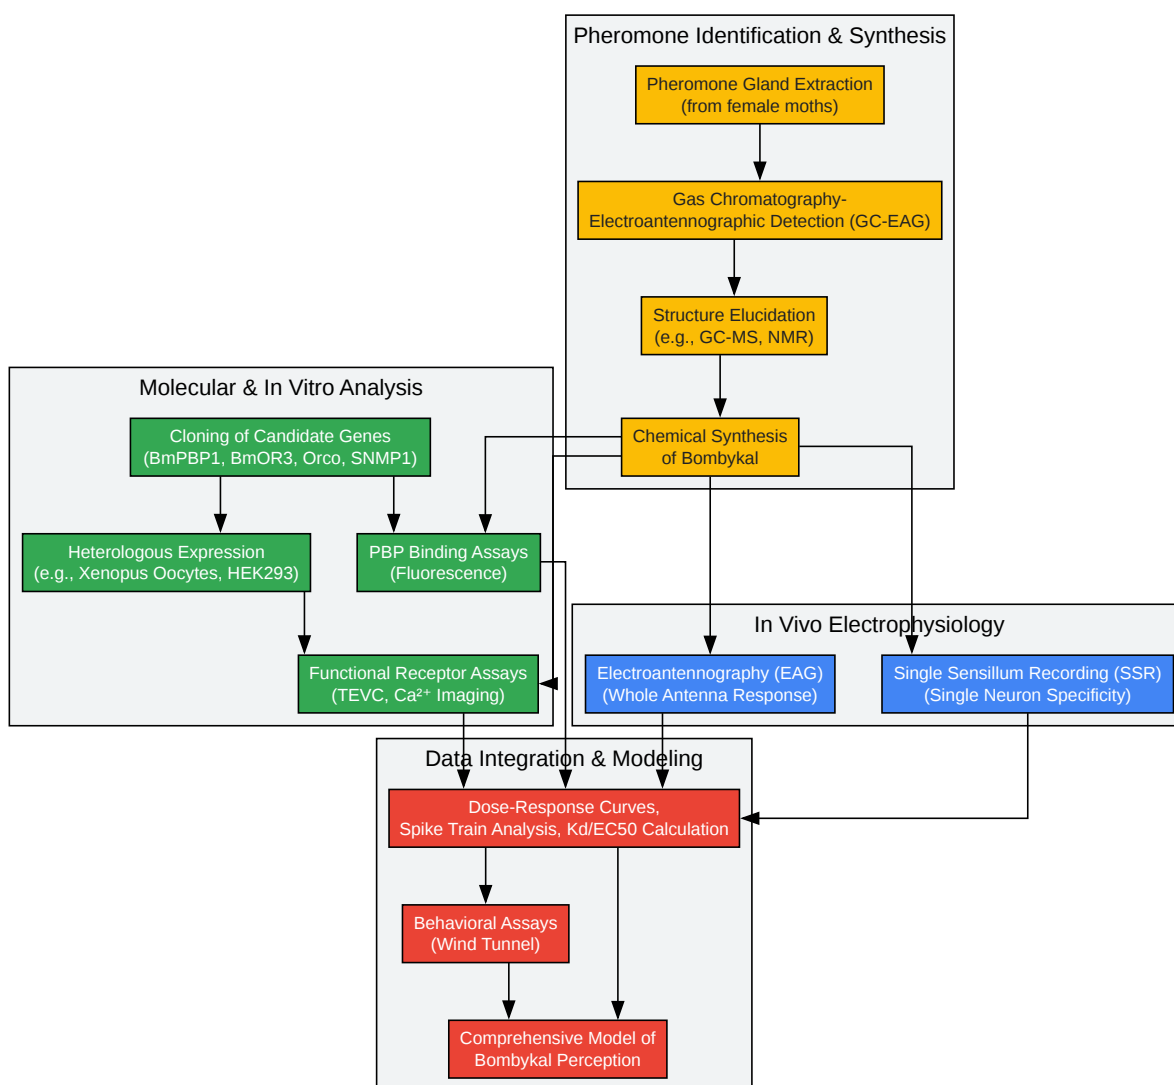 Pheromone Identification & Synthesis
Pheromone Gland Extraction
(from female moths)
Gas Chromatography-
Electroantennographic Detection (GC-EAG)
Structure Elucidation
(e.g., GC-MS, NMR)
Chemical Synthesis
of Bombykal
Molecular & In Vitro Analysis
Cloning of Candidate Genes
(BmPBP1, BmOR3, Orco, SNMP1)
Heterologous Expression
(e.g., Xenopus Oocytes, HEK293)
PBP Binding Assays
(Fluorescence)
Functional Receptor Assays
(TEVC, Ca²⁺ Imaging)
In Vivo Electrophysiology
Electroantennography (EAG)
(Whole Antenna Response)
Single Sensillum Recording (SSR)
(Single Neuron Specificity)
Data Integration & Modeling
Dose-Response Curves,
Spike Train Analysis, Kd/EC50 Calculation
Behavioral Assays
(Wind Tunnel)
Comprehensive Model of
Bombykal Perception